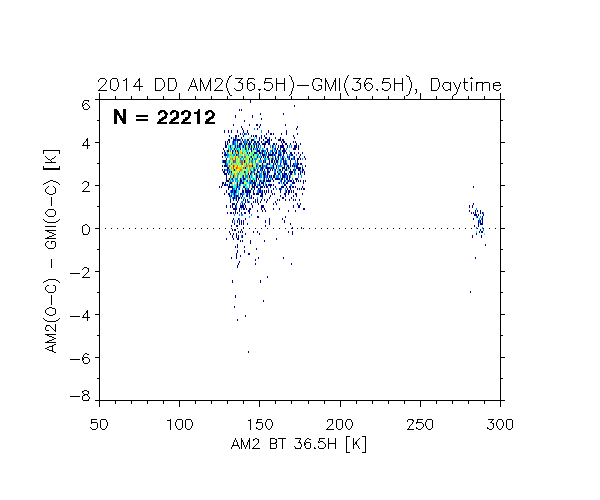 2014 DD AM2(36.5H)−GMI(36.5H), Daytime
N = 22212
6
4
2
0
−2
−4
−6
−8
AM2(O−C) − GMI(O−C) [K]
50 100 150 200 250 300
AM2 BT 36.5H [K]